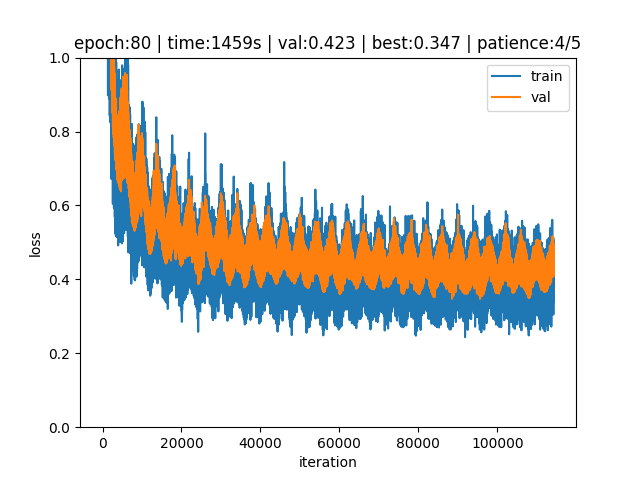 epoch:80 | time:1459s | val:0.423 | best:0.347 | patience:4/5
train
val
1.0
0.8
0.6
0.4
0.2
0.0
loss
0 20000 40000 60000 80000 100000
iteration